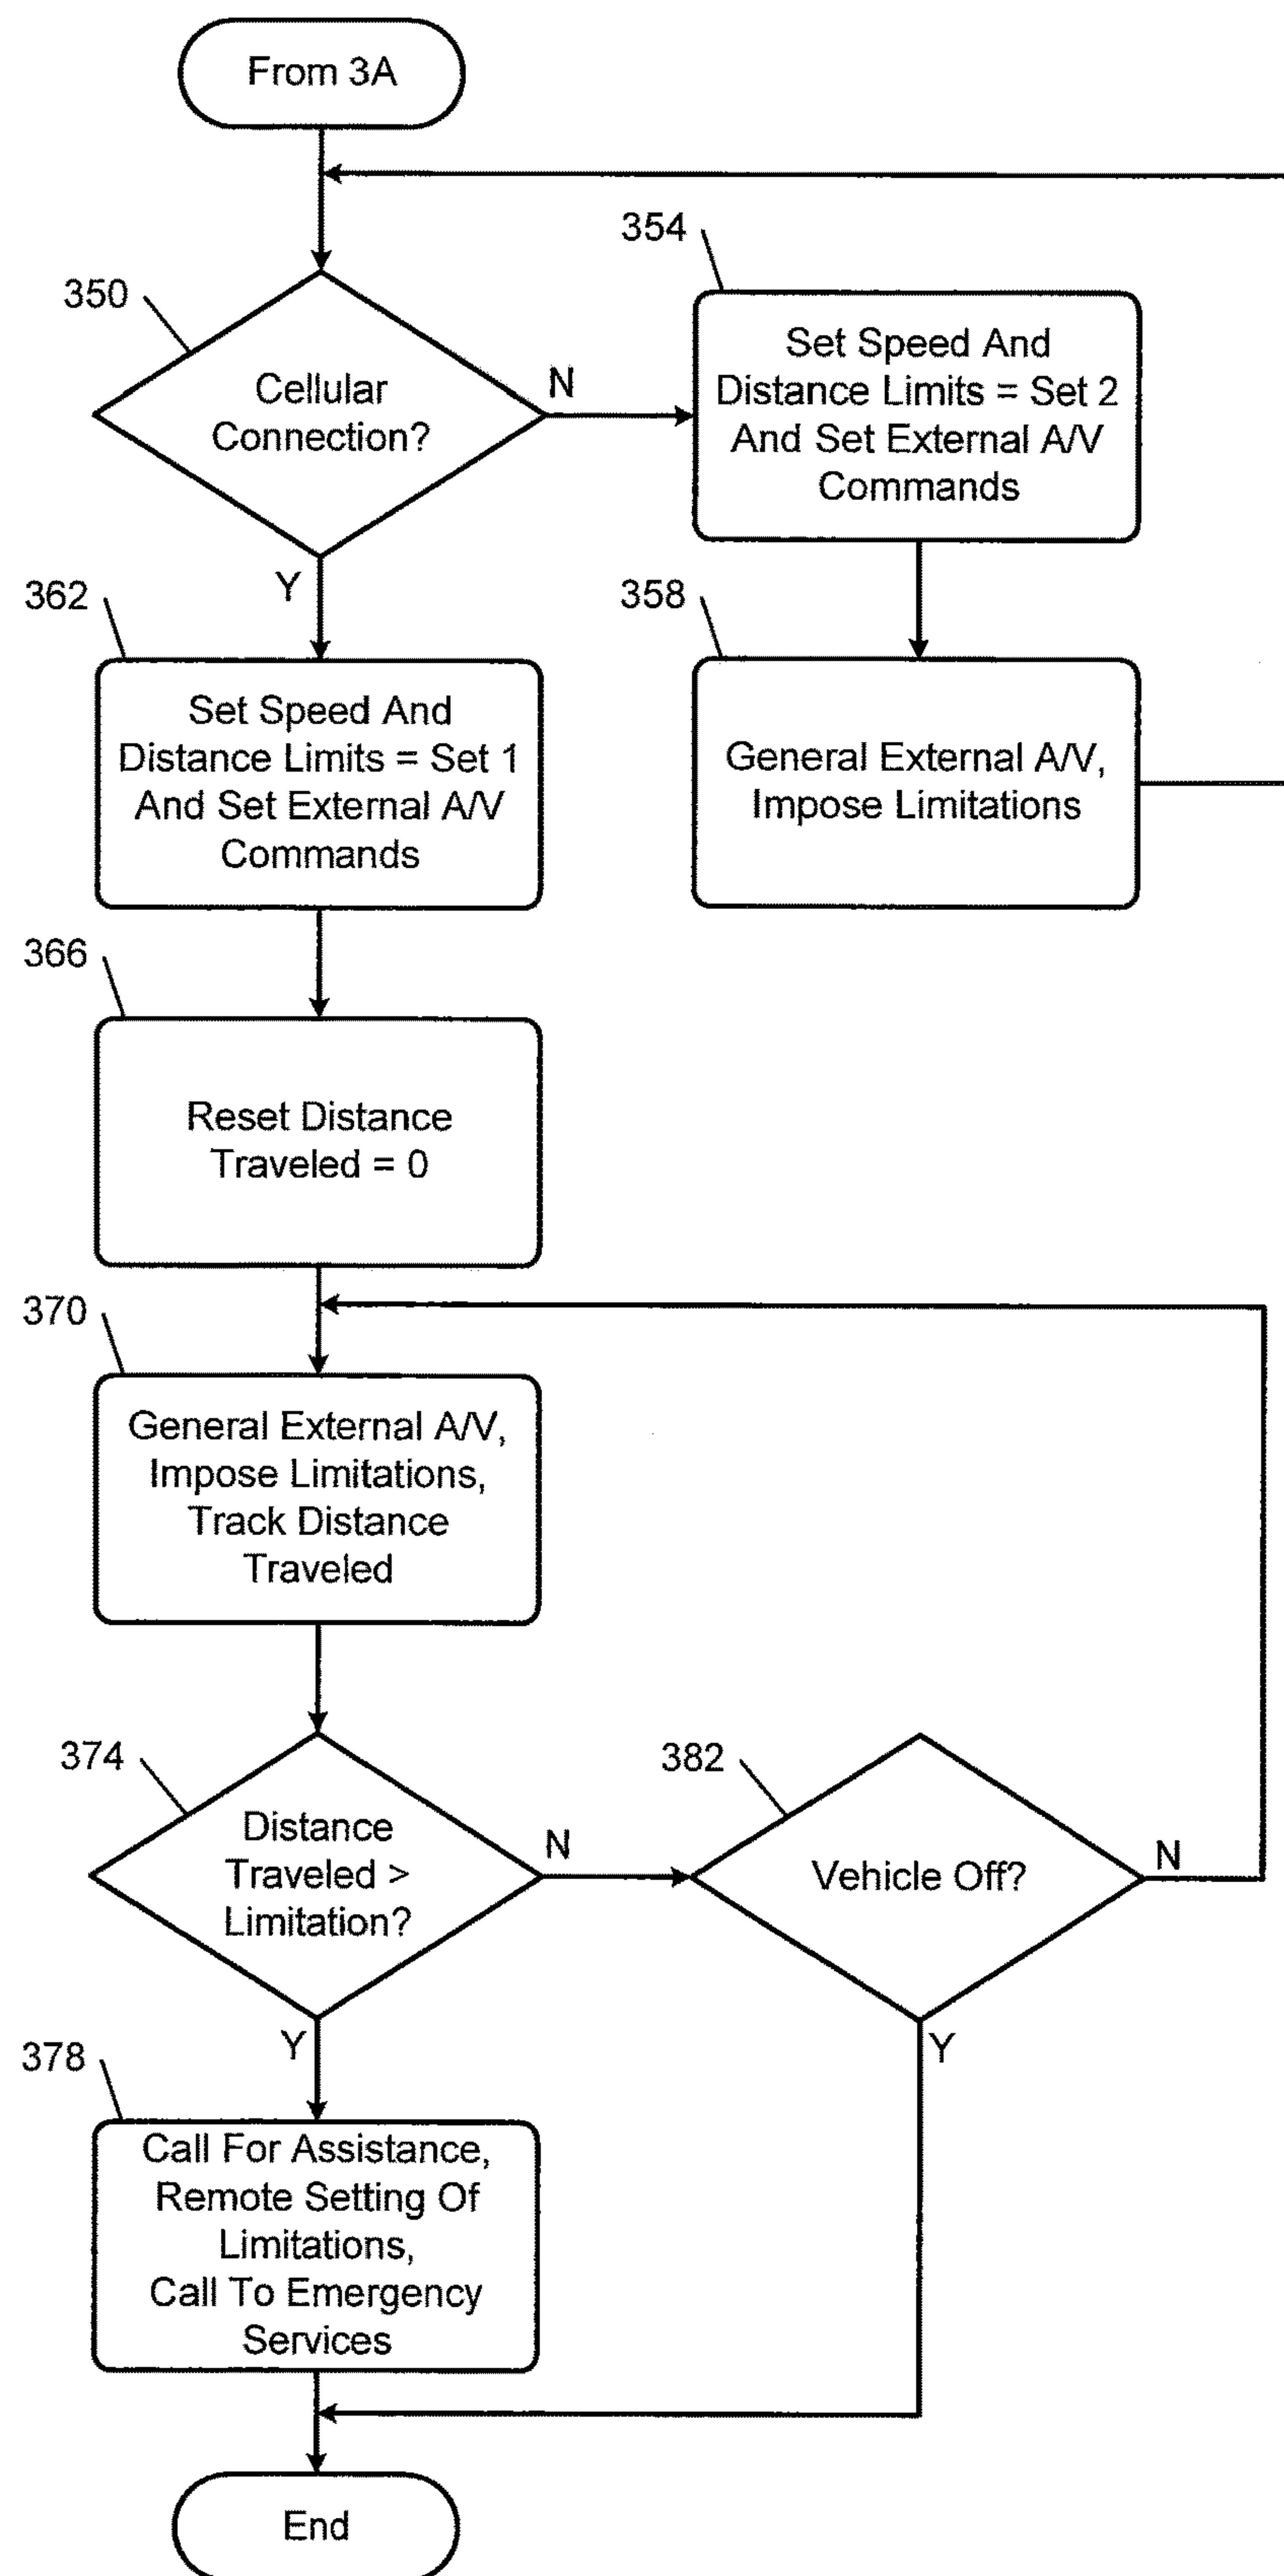 From 3A
350
Cellular
Connection?
N
Y
354
Set Speed And
Distance Limits = Set 2
And Set External A/V
Commands
358
General External A/V,
Impose Limitations
362
Set Speed And
Distance Limits = Set 1
And Set External A/V
Commands
366
Reset Distance
Traveled = 0
370
General External A/V,
Impose Limitations,
Track Distance
Traveled
374
Distance
Traveled >
Limitation?
N
Y
382
Vehicle Off?
N
Y
378
Call For Assistance,
Remote Setting Of
Limitations,
Call To Emergency
Services
End